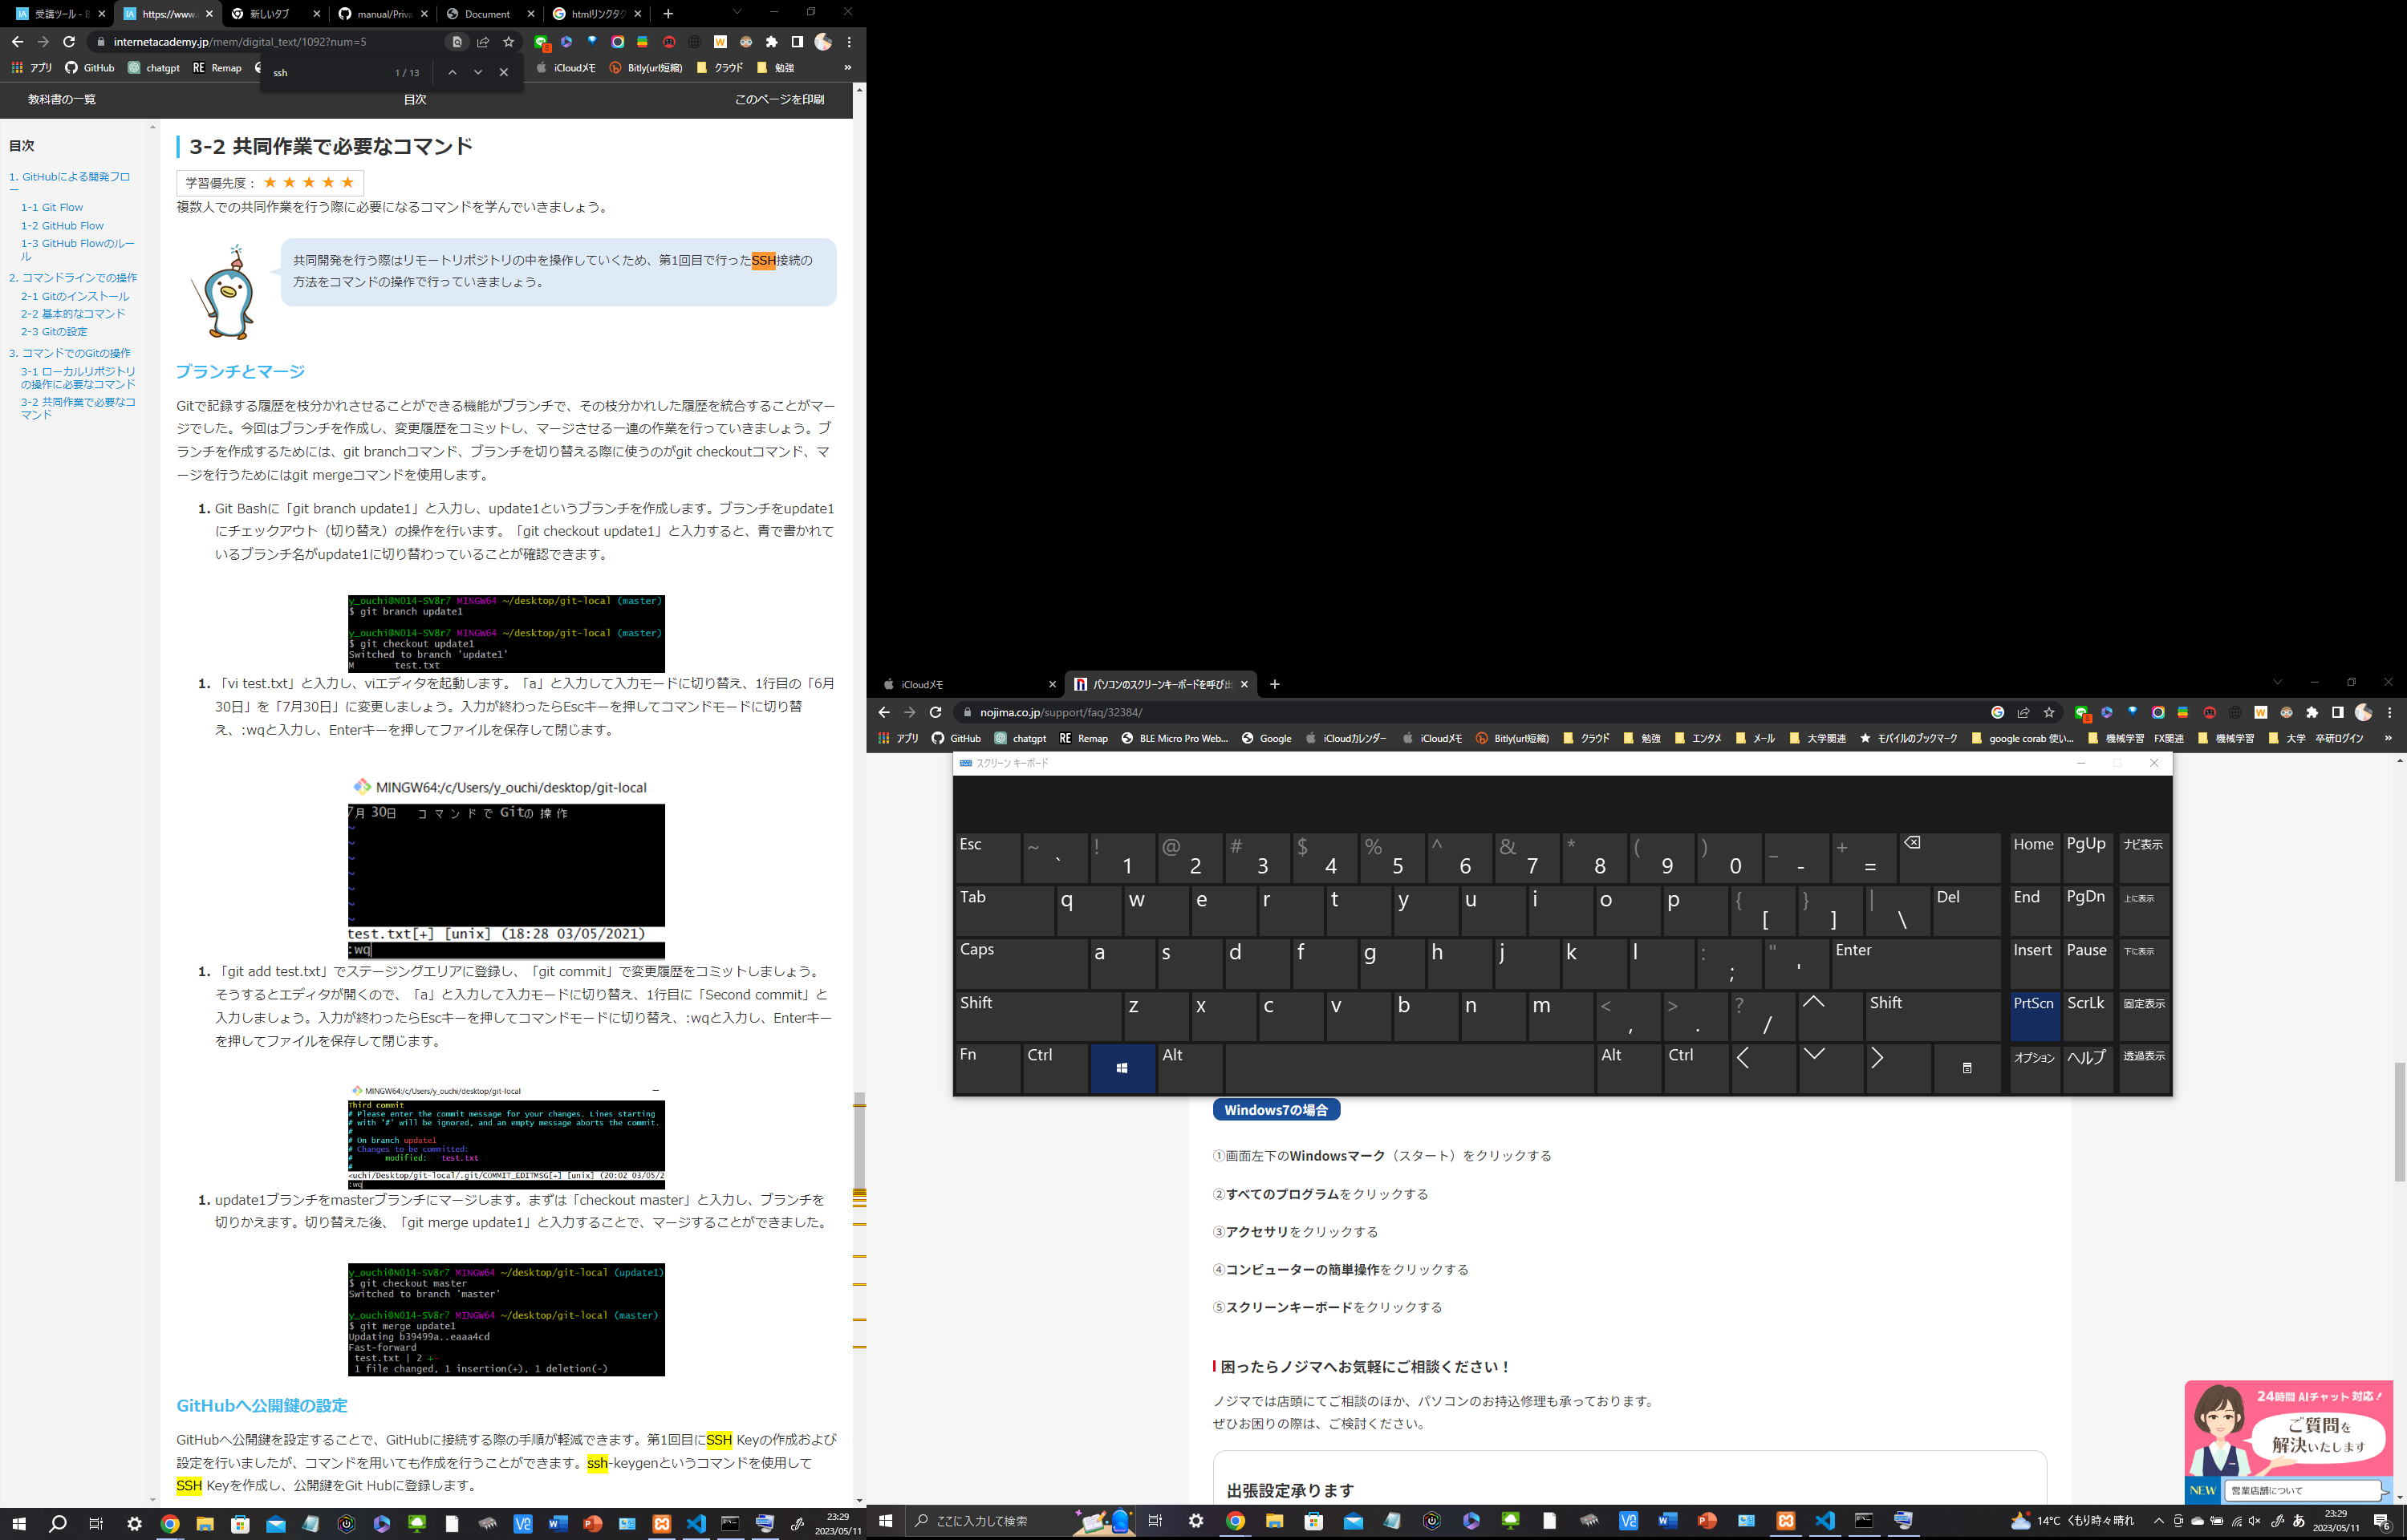 受講ツール - B
https://www.i
新しいタブ
manual/Priva
Document
htmlリンクタグ
internetacademy.jp/mem/digital_text/1092?num=5
アプリ GitHub chatgpt RE Remap
ssh 1 / 13
iCloudメモ Bitly(url短縮) クラウド 勉強 »
教科書の一覧 目次 このページを印刷
目次
1. GitHubによる開発フロ
ー
1-1 Git Flow
1-2 GitHub Flow
1-3 GitHub Flowのルー
ル
2. コマンドラインでの操作
2-1 Gitのインストール
2-2 基本的なコマンド
2-3 Gitの設定
3. コマンドでのGitの操作
3-1 ローカルリポジトリ
の操作に必要なコマンド
3-2 共同作業で必要なコ
マンド
3-2 共同作業で必要なコマンド
学習優先度： ★ ★ ★ ★ ★
複数人での共同作業を行う際に必要になるコマンドを学んでいきましょう。
共同開発を行う際はリモートリポジトリの中を操作していくため、第1回目で行ったSSH接続の
方法をコマンドの操作で行っていきましょう。
ブランチとマージ
Gitで記録する履歴を枝分かれさせることができる機能がブランチで、その枝分かれした履歴を統合することがマー
ジでした。今回はブランチを作成し、変更履歴をコミットし、マージさせる一連の作業を行っていきましょう。ブ
ランチを作成するためには、git branchコマンド、ブランチを切り替える際に使うのがgit checkoutコマンド、マ
ージを行うためにはgit mergeコマンドを使用します。
1. Git Bashに「git branch update1」と入力し、update1というブランチを作成します。ブランチをupdate1
にチェックアウト（切り替え）の操作を行います。「git checkout update1」と入力すると、青で書かれて
いるブランチ名がupdate1に切り替わっていることが確認できます。
y_ouchi@NO14-SV8r7 MINGW64 ~/desktop/git-local (master)
$ git branch update1
y_ouchi@NO14-SV8r7 MINGW64 ~/desktop/git-local (master)
$ git checkout update1
Switched to branch 'update1'
M test.txt
1. 「vi test.txt」と入力し、viエディタを起動します。「a」と入力して入力モードに切り替え、1行目の「6月
30日」を「7月30日」に変更しましょう。入力が終わったらEscキーを押してコマンドモードに切り替
え、:wqと入力し、Enterキーを押してファイルを保存して閉じます。
MINGW64:/c/Users/y_ouchi/desktop/git-local
7月 30日 コマンドで Gitの操作
~
~
~
~
~
~
~
test.txt[+] [unix] (18:28 03/05/2021)
:wq
1. 「git add test.txt」でステージングエリアに登録し、「git commit」で変更履歴をコミットしましょう。
そうするとエディタが開くので、「a」と入力して入力モードに切り替え、1行目に「Second commit」と
入力しましょう。入力が終わったらEscキーを押してコマンドモードに切り替え、:wqと入力し、Enterキー
を押してファイルを保存して閉じます。
MINGW64:/c/Users/y_ouchi/desktop/git-local
Third commit
# Please enter the commit message for your changes. Lines starting
# with '#' will be ignored, and an empty message aborts the commit.
#
# On branch update1
# Changes to be committed:
# modified: test.txt
#
<uchi/Desktop/git-local/.git/COMMIT_EDITMSG[+] [unix] (20:02 03/05/2
:wq
1. update1ブランチをmasterブランチにマージします。まずは「checkout master」と入力し、ブランチを
切りかえます。切り替えた後、「git merge update1」と入力することで、マージすることができました。
y_ouchi@NO14-SV8r7 MINGW64 ~/desktop/git-local (update1)
$ git checkout master
Switched to branch 'master'
y_ouchi@NO14-SV8r7 MINGW64 ~/desktop/git-local (master)
$ git merge update1
Updating b39499a..eaaa4cd
Fast-forward
test.txt | 2 +-
1 file changed, 1 insertion(+), 1 deletion(-)
GitHubへ公開鍵の設定
GitHubへ公開鍵を設定することで、GitHubに接続する際の手順が軽減できます。第1回目にSSH Keyの作成および
設定を行いましたが、コマンドを用いても作成を行うことができます。ssh-keygenというコマンドを使用して
SSH Keyを作成し、公開鍵をGit Hubに登録します。
23:29
2023/05/11
iCloudメモ
パソコンのスクリーンキーボードを呼び出
nojima.co.jp/support/faq/32384/
アプリ GitHub chatgpt RE Remap BLE Micro Pro Web... Google iCloudカレンダー iCloudメモ Bitly(url短縮) クラウド 勉強 エンタメ メール 大学関連 モバイルのブックマーク google corab 使い... 機械学習 FX関連 機械学習 大学 卒研ログイン »
スクリーン キーボード
Esc ~ ` ! 1 @ 2 # 3 $ 4 % 5 ^ 6 & 7 * 8 ( 9 ) 0 _ - + = Home PgUp ナビ表示
Tab q w e r t y u i o p { [ } ] | \ Del End PgDn 上に表示
Caps a s d f g h j k l : ; " ' Enter Insert Pause 下に表示
Shift z x c v b n m < , > . ? / Shift PrtScn ScrLk 固定表示
Fn Ctrl Alt Alt Ctrl オプション ヘルプ 透過表示
Windows7の場合
①画面左下のWindowsマーク（スタート）をクリックする
②すべてのプログラムをクリックする
③アクセサリをクリックする
④コンピューターの簡単操作をクリックする
⑤スクリーンキーボードをクリックする
困ったらノジマへお気軽にご相談ください！
ノジマでは店頭にてご相談のほか、パソコンのお持込修理も承っております。
ぜひお困りの際は、ご検討ください。
出張設定承ります
24時間 AIチャット 対応！
ご質問を
解決いたします
NEW 営業店舗について
ここに入力して検索
14°C くもり時々晴れ
あ
23:29
2023/05/11
6